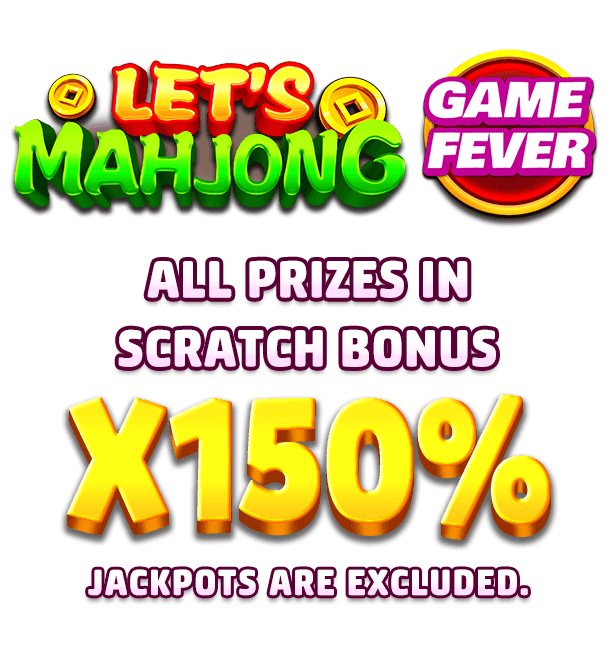 LET'S
MAHJONG
GAME
FEVER
ALL PRIZES IN
SCRATCH BONUS
X150%
JACKPOTS ARE EXCLUDED.